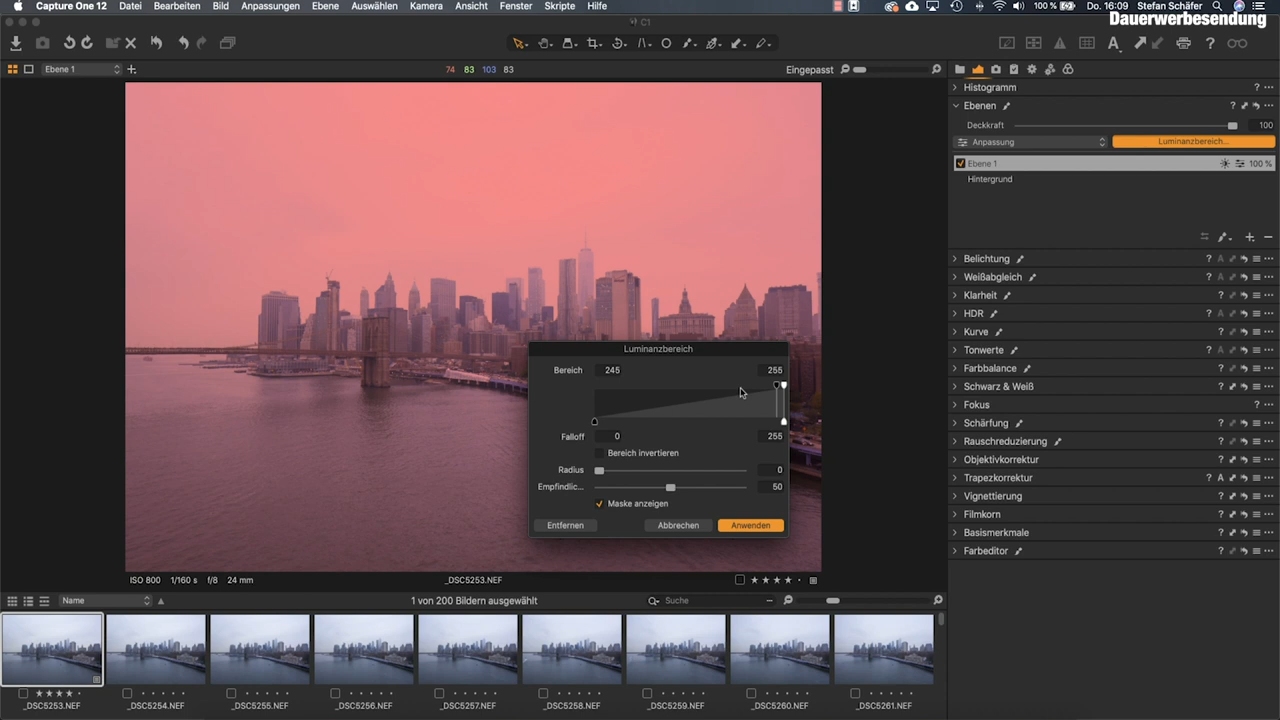 Capture One 12 Datei Bearbeiten Bild Anpassungen Ebene Auswählen Kamera Ansicht Fenster Skripte Hilfe 100 % Do. 16:09 Stefan Schäfer
Dauerwerbesendung
C1
Ebene 1 74 83 103 83 Eingepasst
Histogramm
Ebenen
Deckkraft 100
Anpassung Luminanzbereich...
Ebene 1 100 %
Hintergrund
Belichtung
Weißabgleich
Klarheit
HDR
Kurve
Tonwerte
Farbbalance
Schwarz & Weiß
Fokus
Schärfung
Rauschreduzierung
Objektivkorrektur
Trapezkorrektur
Vignettierung
Filmkorn
Basismerkmale
Farbeditor
Luminanzbereich
Bereich 245 255
Falloff 0 255
Bereich invertieren
Radius 0
Empfindlic... 50
Maske anzeigen
Entfernen Abbrechen Anwenden
ISO 800 1/160 s f/8 24 mm _DSC5253.NEF
Name 1 von 200 Bildern ausgewählt Suche
_DSC5253.NEF _DSC5254.NEF _DSC5255.NEF _DSC5256.NEF _DSC5257.NEF _DSC5258.NEF _DSC5259.NEF _DSC5260.NEF _DSC5261.NEF